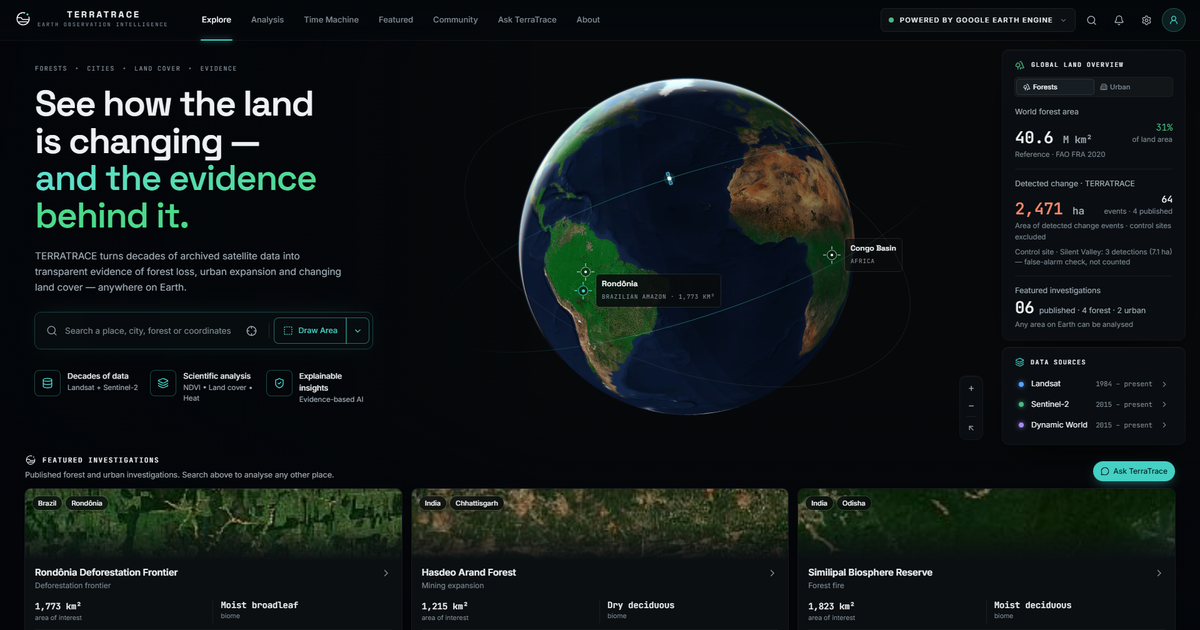 TERRATRACE
EARTH OBSERVATION INTELLIGENCE
Explore
Analysis
Time Machine
Featured
Community
Ask TerraTrace
About
POWERED BY GOOGLE EARTH ENGINE
FORESTS • CITIES • LAND COVER • EVIDENCE
See how the land
is changing —
and the evidence
behind it.
TERRATRACE turns decades of archived satellite data into
transparent evidence of forest loss, urban expansion and changing
land cover — anywhere on Earth.
Search a place, city, forest or coordinates
Draw Area
Decades of data
Landsat + Sentinel-2
Scientific analysis
NDVI • Land cover •
Heat
Explainable
insights
Evidence-based AI
Rondônia
BRAZILIAN AMAZON · 1,773 KM²
Congo Basin
AFRICA
+
−
GLOBAL LAND OVERVIEW
Forests
Urban
World forest area
40.6 M km²
31%
of land area
Reference · FAO FRA 2020
Detected change · TERRATRACE
2,471 ha
64
events · 4 published
Area of detected change events · control sites
excluded
Control site · Silent Valley: 3 detections (7.1 ha)
— false-alarm check, not counted
Featured investigations
06 published · 4 forest · 2 urban
Any area on Earth can be analysed
DATA SOURCES
Landsat 1984 – present
Sentinel-2 2015 – present
Dynamic World 2015 – present
FEATURED INVESTIGATIONS
Published forest and urban investigations. Search above to analyse any other place.
Ask TerraTrace
Brazil
Rondônia
Rondônia Deforestation Frontier
Deforestation frontier
1,773 km²
area of interest
Moist broadleaf
biome
India
Chhattisgarh
Hasdeo Arand Forest
Mining expansion
1,215 km²
area of interest
Dry deciduous
biome
India
Odisha
Similipal Biosphere Reserve
Forest fire
1,823 km²
area of interest
Moist deciduous
biome